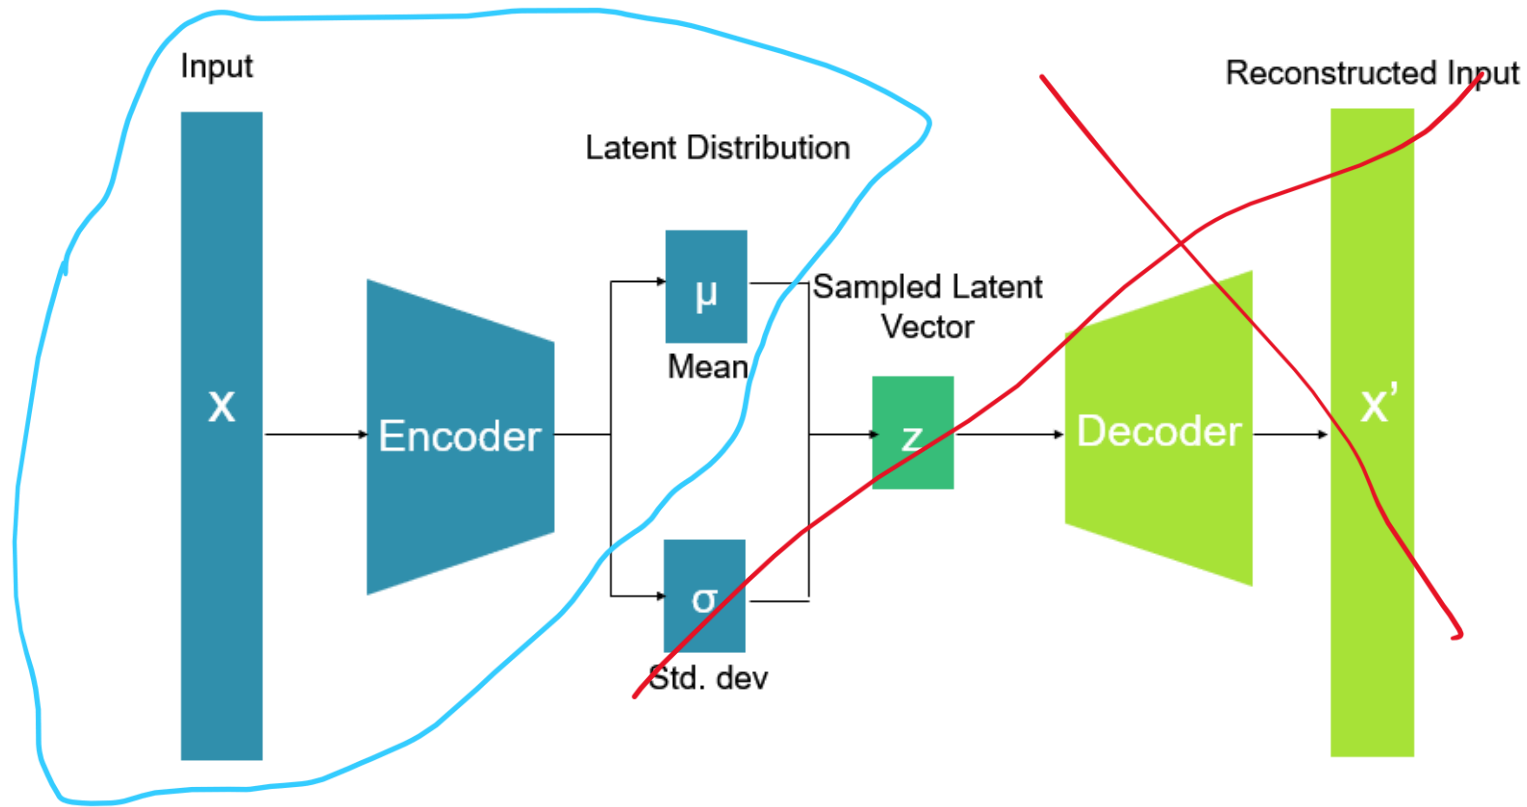 Input
Reconstructed Input
Latent Distribution
μ
Mean
Sampled Latent
Vector
x
Encoder
z
Decoder
x’
σ
Std. dev